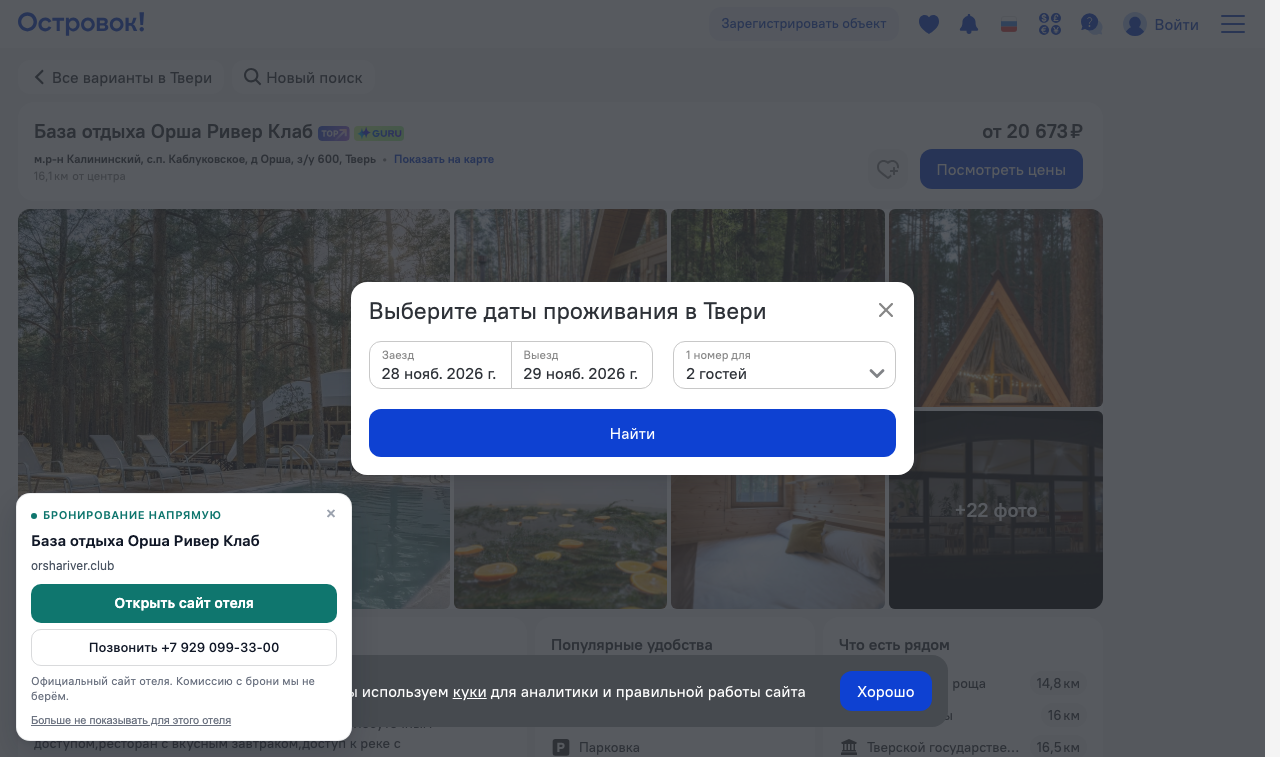 Островок!
Зарегистрировать объект
Войти
Все варианты в Твери
Новый поиск
База отдыха Орша Ривер Клаб TOP GURU
от 20 673 ₽
м.р-н Калининский, с.п. Каблуковское, д Орша, з/у 600, Тверь • Показать на карте
16,1 км от центра
Посмотреть цены
Выберите даты проживания в Твери
Заезд
28 нояб. 2026 г.
Выезд
29 нояб. 2026 г.
1 номер для
2 гостей
Найти
+22 фото
БРОНИРОВАНИЕ НАПРЯМУЮ
База отдыха Орша Ривер Клаб
orshariver.club
Открыть сайт отеля
Позвонить +7 929 099-33-00
Официальный сайт отеля. Комиссию с брони мы не
берём.
Больше не показывать для этого отеля
Популярные удобства
Что есть рядом
используем куки для аналитики и правильной работы сайта
Хорошо
роща
14,8 км
16 км
Парковка
Тверской государстве...
16,5 км
доступом,ресторан с вкусным завтраком,доступ к реке с